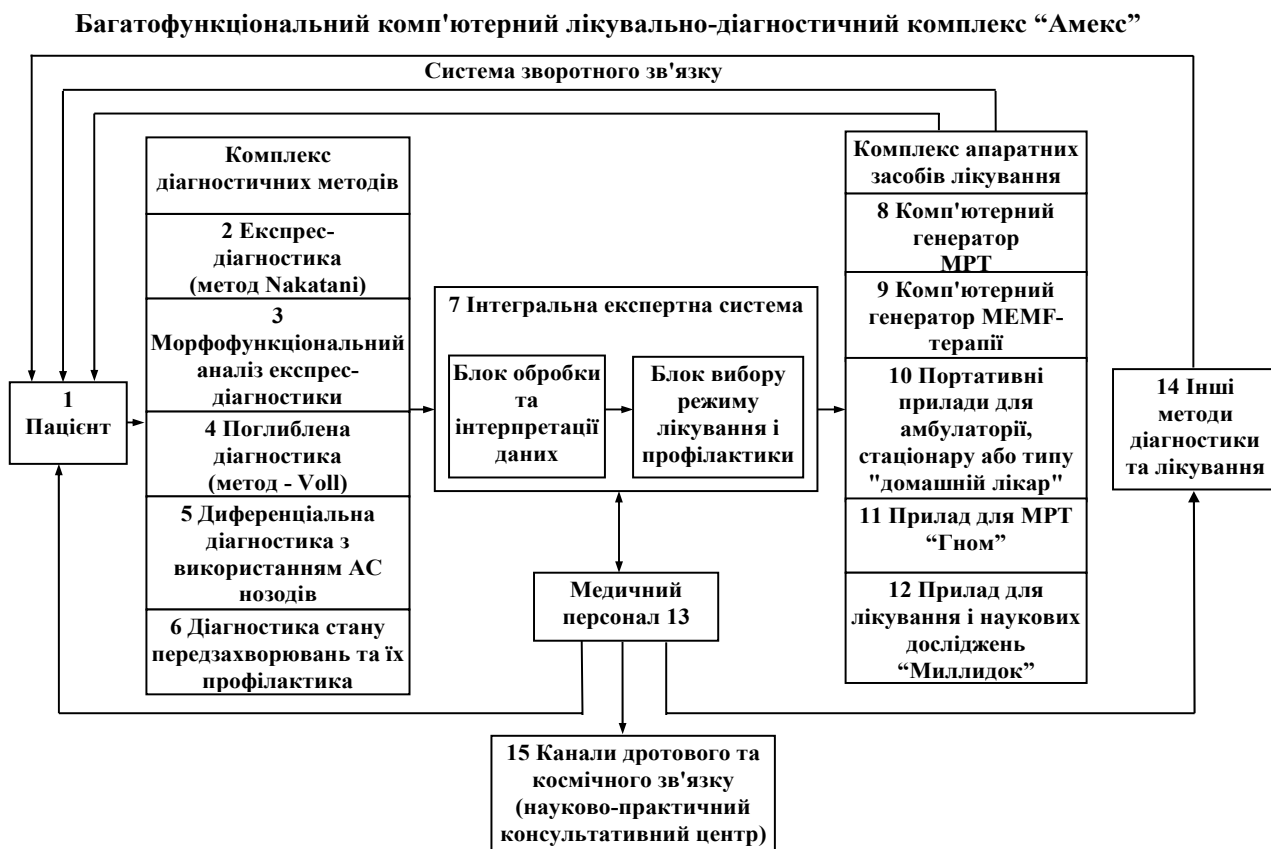 Багатофункціональний комп'ютерний лікувально-діагностичний комплекс “Амекс”
Система зворотного зв'язку
1
Пацієнт
Комплекс
діагностичних методів
2 Експрес-
діагностика
(метод Nakatani)
3
Морфофункціональний
аналіз експрес-
діагностики
4 Поглиблена
діагностика
(метод - Voll)
5 Диференціальна
діагностика з
використанням АС
нозодів
6 Діагностика стану
передзахворювань та їх
профілактика
7 Інтегральна експертна система
Блок обробки
та
інтерпретації
даних
Блок вибору
режиму
лікування і
профілактики
Медичний
персонал 13
15 Канали дротового та
космічного зв'язку
(науково-практичний
консультативний центр)
Комплекс апаратних
засобів лікування
8 Комп'ютерний
генератор
МРТ
9 Комп'ютерний
генератор MEMF-
терапії
10 Портативні
прилади для
амбулаторії,
стаціонару або типу
"домашній лікар"
11 Прилад для МРТ
“Гном”
12 Прилад для
лікування і наукових
досліджень
“Миллидок”
14 Інші
методи
діагностики
та лікування